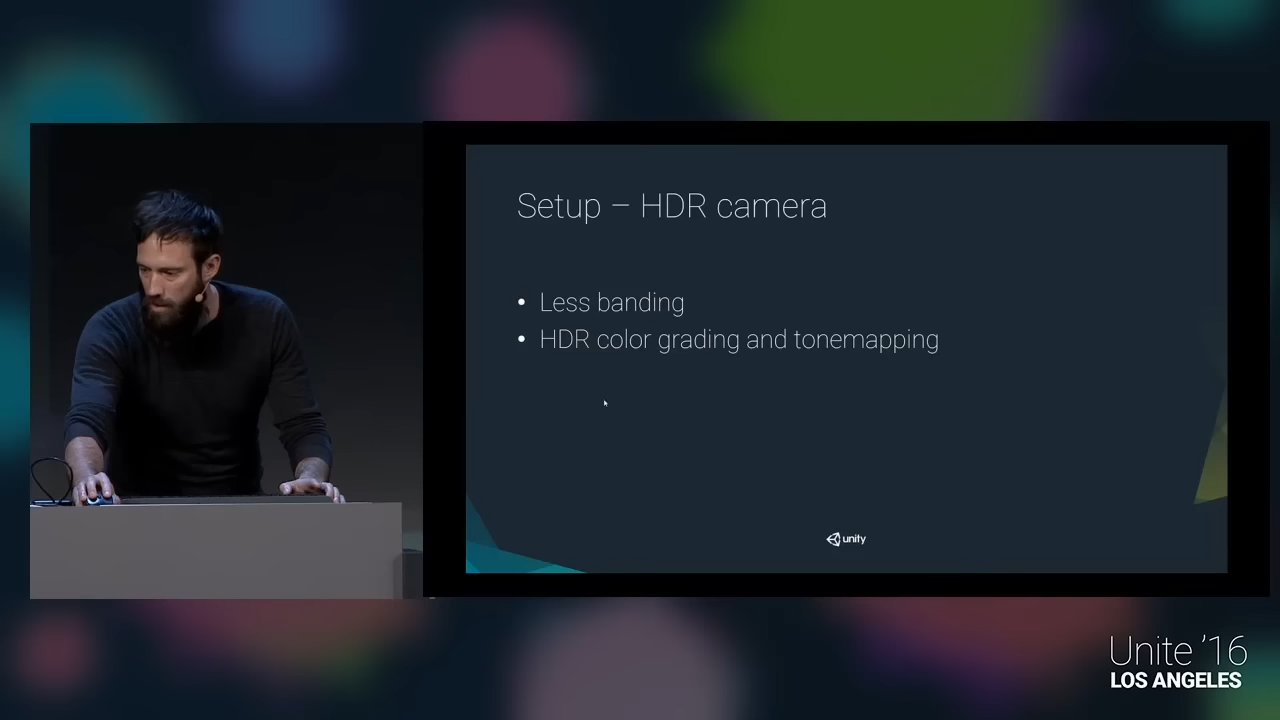 Setup – HDR camera
• Less banding
• HDR color grading and tonemapping
unity
Unite '16
LOS ANGELES